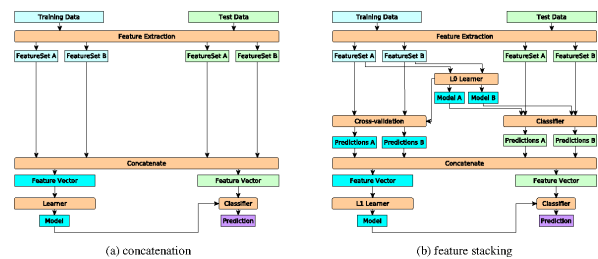 Training Data
Test Data
Feature Extraction
FeatureSet A
FeatureSet B
FeatureSet A
FeatureSet B
Concatenate
Feature Vector
Feature Vector
Learner
Classifier
Model
Prediction
(a) concatenation
Training Data
Test Data
Feature Extraction
FeatureSet A
FeatureSet B
FeatureSet A
FeatureSet B
L0 Learner
Model A
Model B
Cross-validation
Classifier
Predictions A
Predictions B
Predictions A
Predictions B
Concatenate
Feature Vector
Feature Vector
L1 Learner
Classifier
Model
Prediction
(b) feature stacking